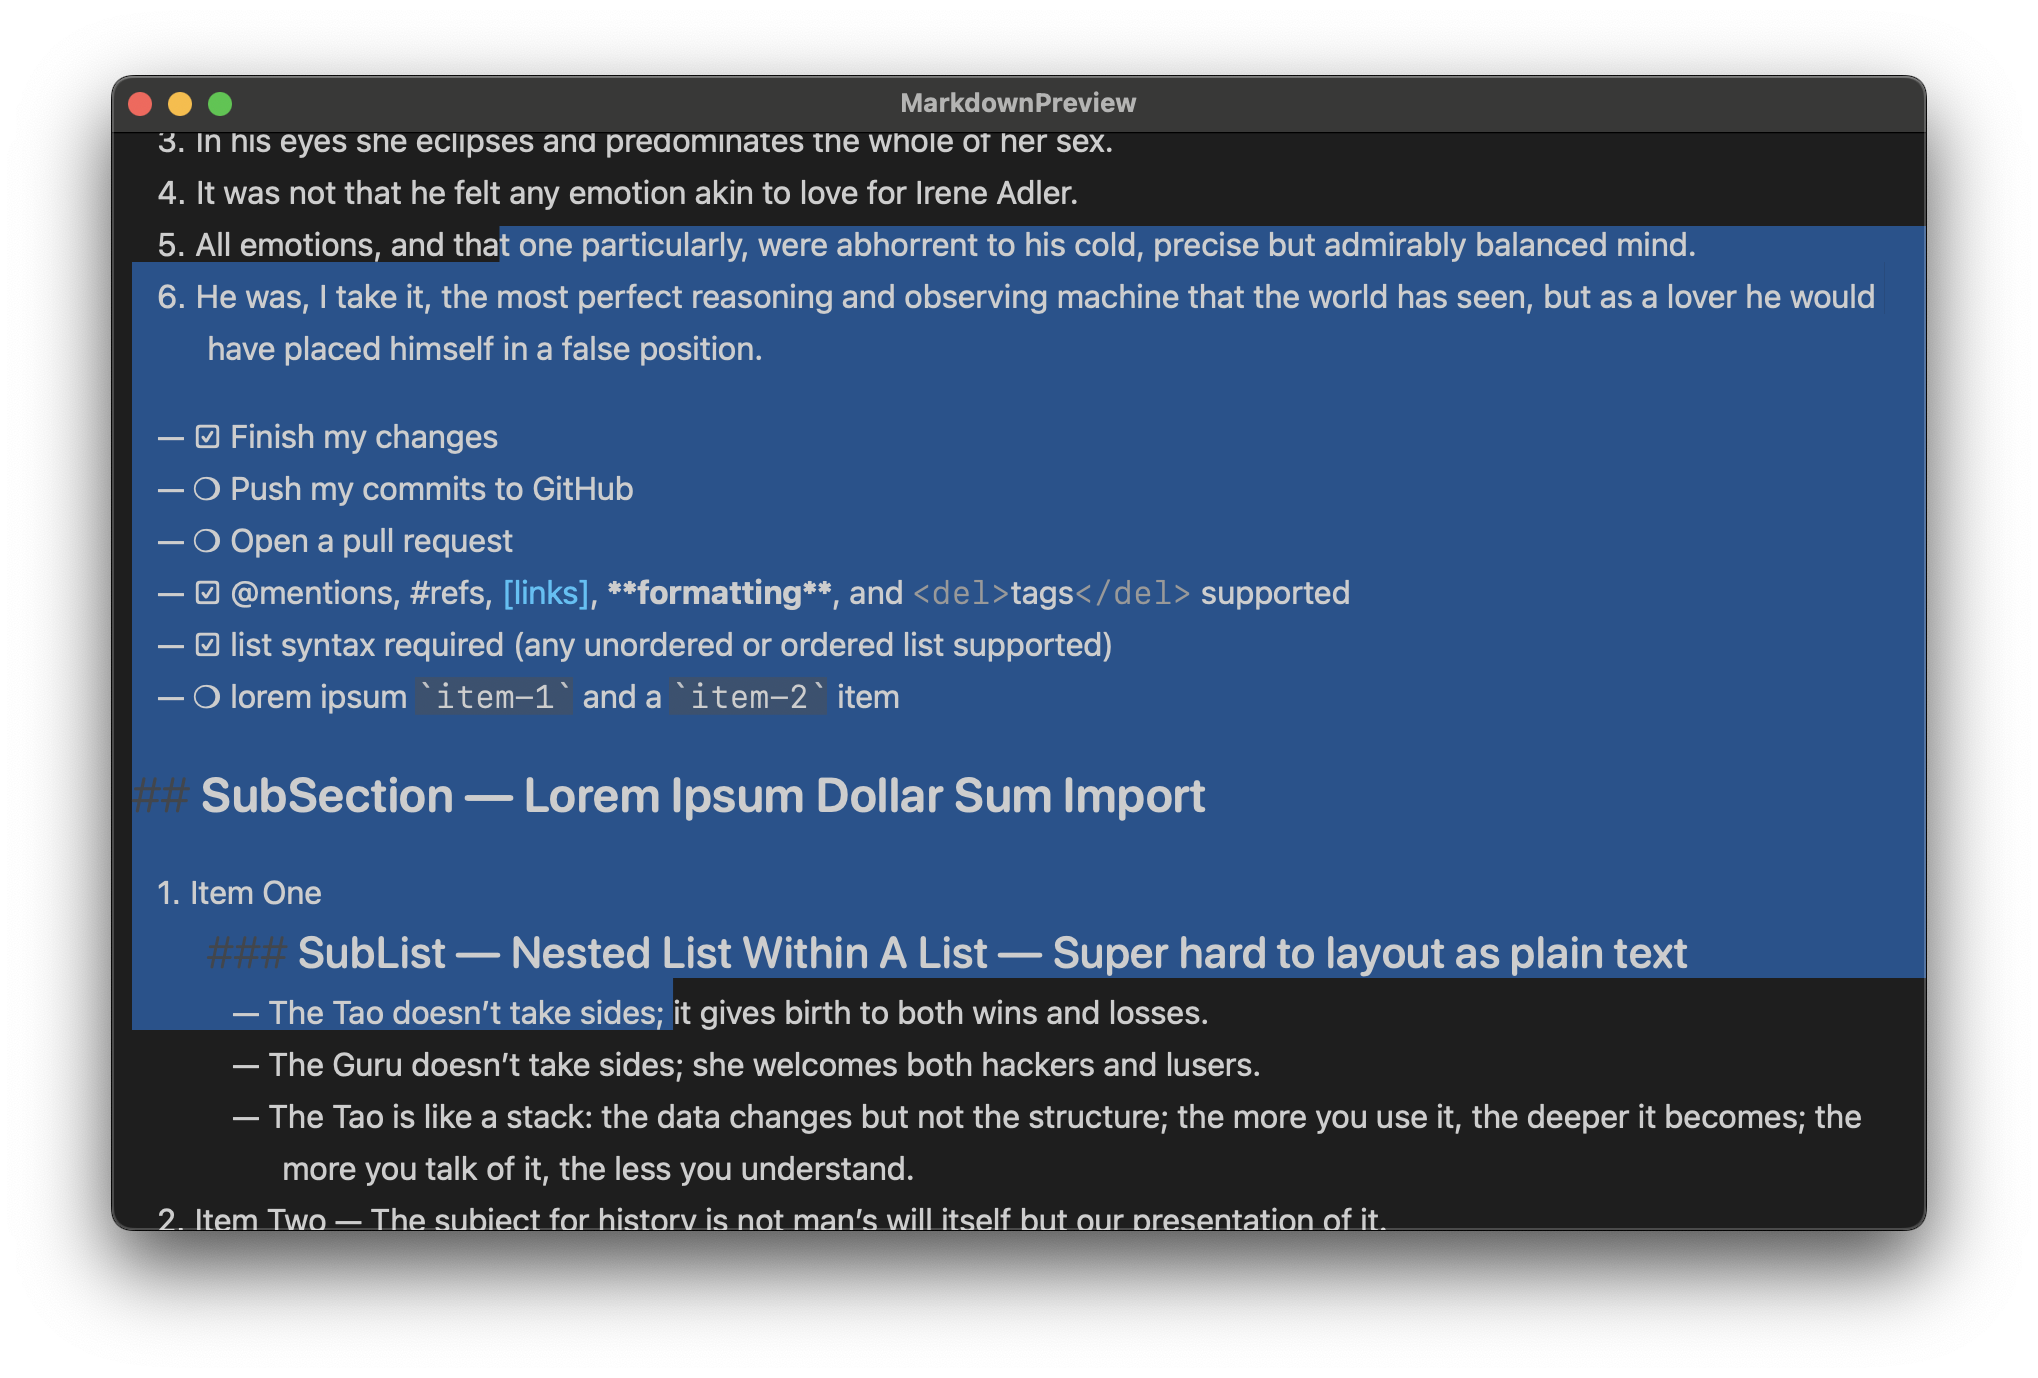 MarkdownPreview
3. In his eyes she eclipses and predominates the whole of her sex.
4. It was not that he felt any emotion akin to love for Irene Adler.
5. All emotions, and that one particularly, were abhorrent to his cold, precise but admirably balanced mind.
6. He was, I take it, the most perfect reasoning and observing machine that the world has seen, but as a lover he would
have placed himself in a false position.
— ☑ Finish my changes
— ❍ Push my commits to GitHub
— ❍ Open a pull request
— ☑ @mentions, #refs, [links], **formatting**, and <del>tags</del> supported
— ☑ list syntax required (any unordered or ordered list supported)
— ❍ lorem ipsum `item-1` and a `item-2` item
## SubSection — Lorem Ipsum Dollar Sum Import
1. Item One
### SubList — Nested List Within A List — Super hard to layout as plain text
— The Tao doesn’t take sides; it gives birth to both wins and losses.
— The Guru doesn’t take sides; she welcomes both hackers and lusers.
— The Tao is like a stack: the data changes but not the structure; the more you use it, the deeper it becomes; the
more you talk of it, the less you understand.
2. Item Two — The subject for history is not man’s will itself but our presentation of it.